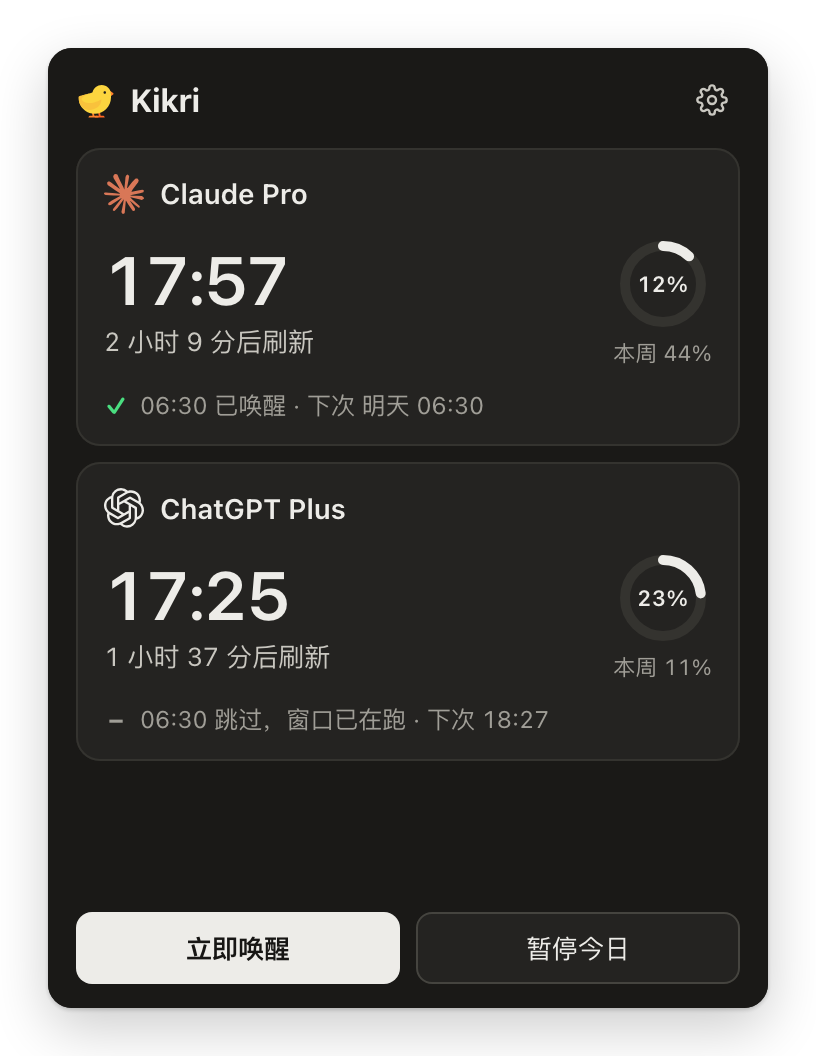 Kikri
Claude Pro
17:57
12%
2 小时 9 分后刷新
本周 44%
06:30 已唤醒 · 下次 明天 06:30
ChatGPT Plus
17:25
23%
1 小时 37 分后刷新
本周 11%
06:30 跳过，窗口已在跑 · 下次 18:27
立即唤醒
暂停今日